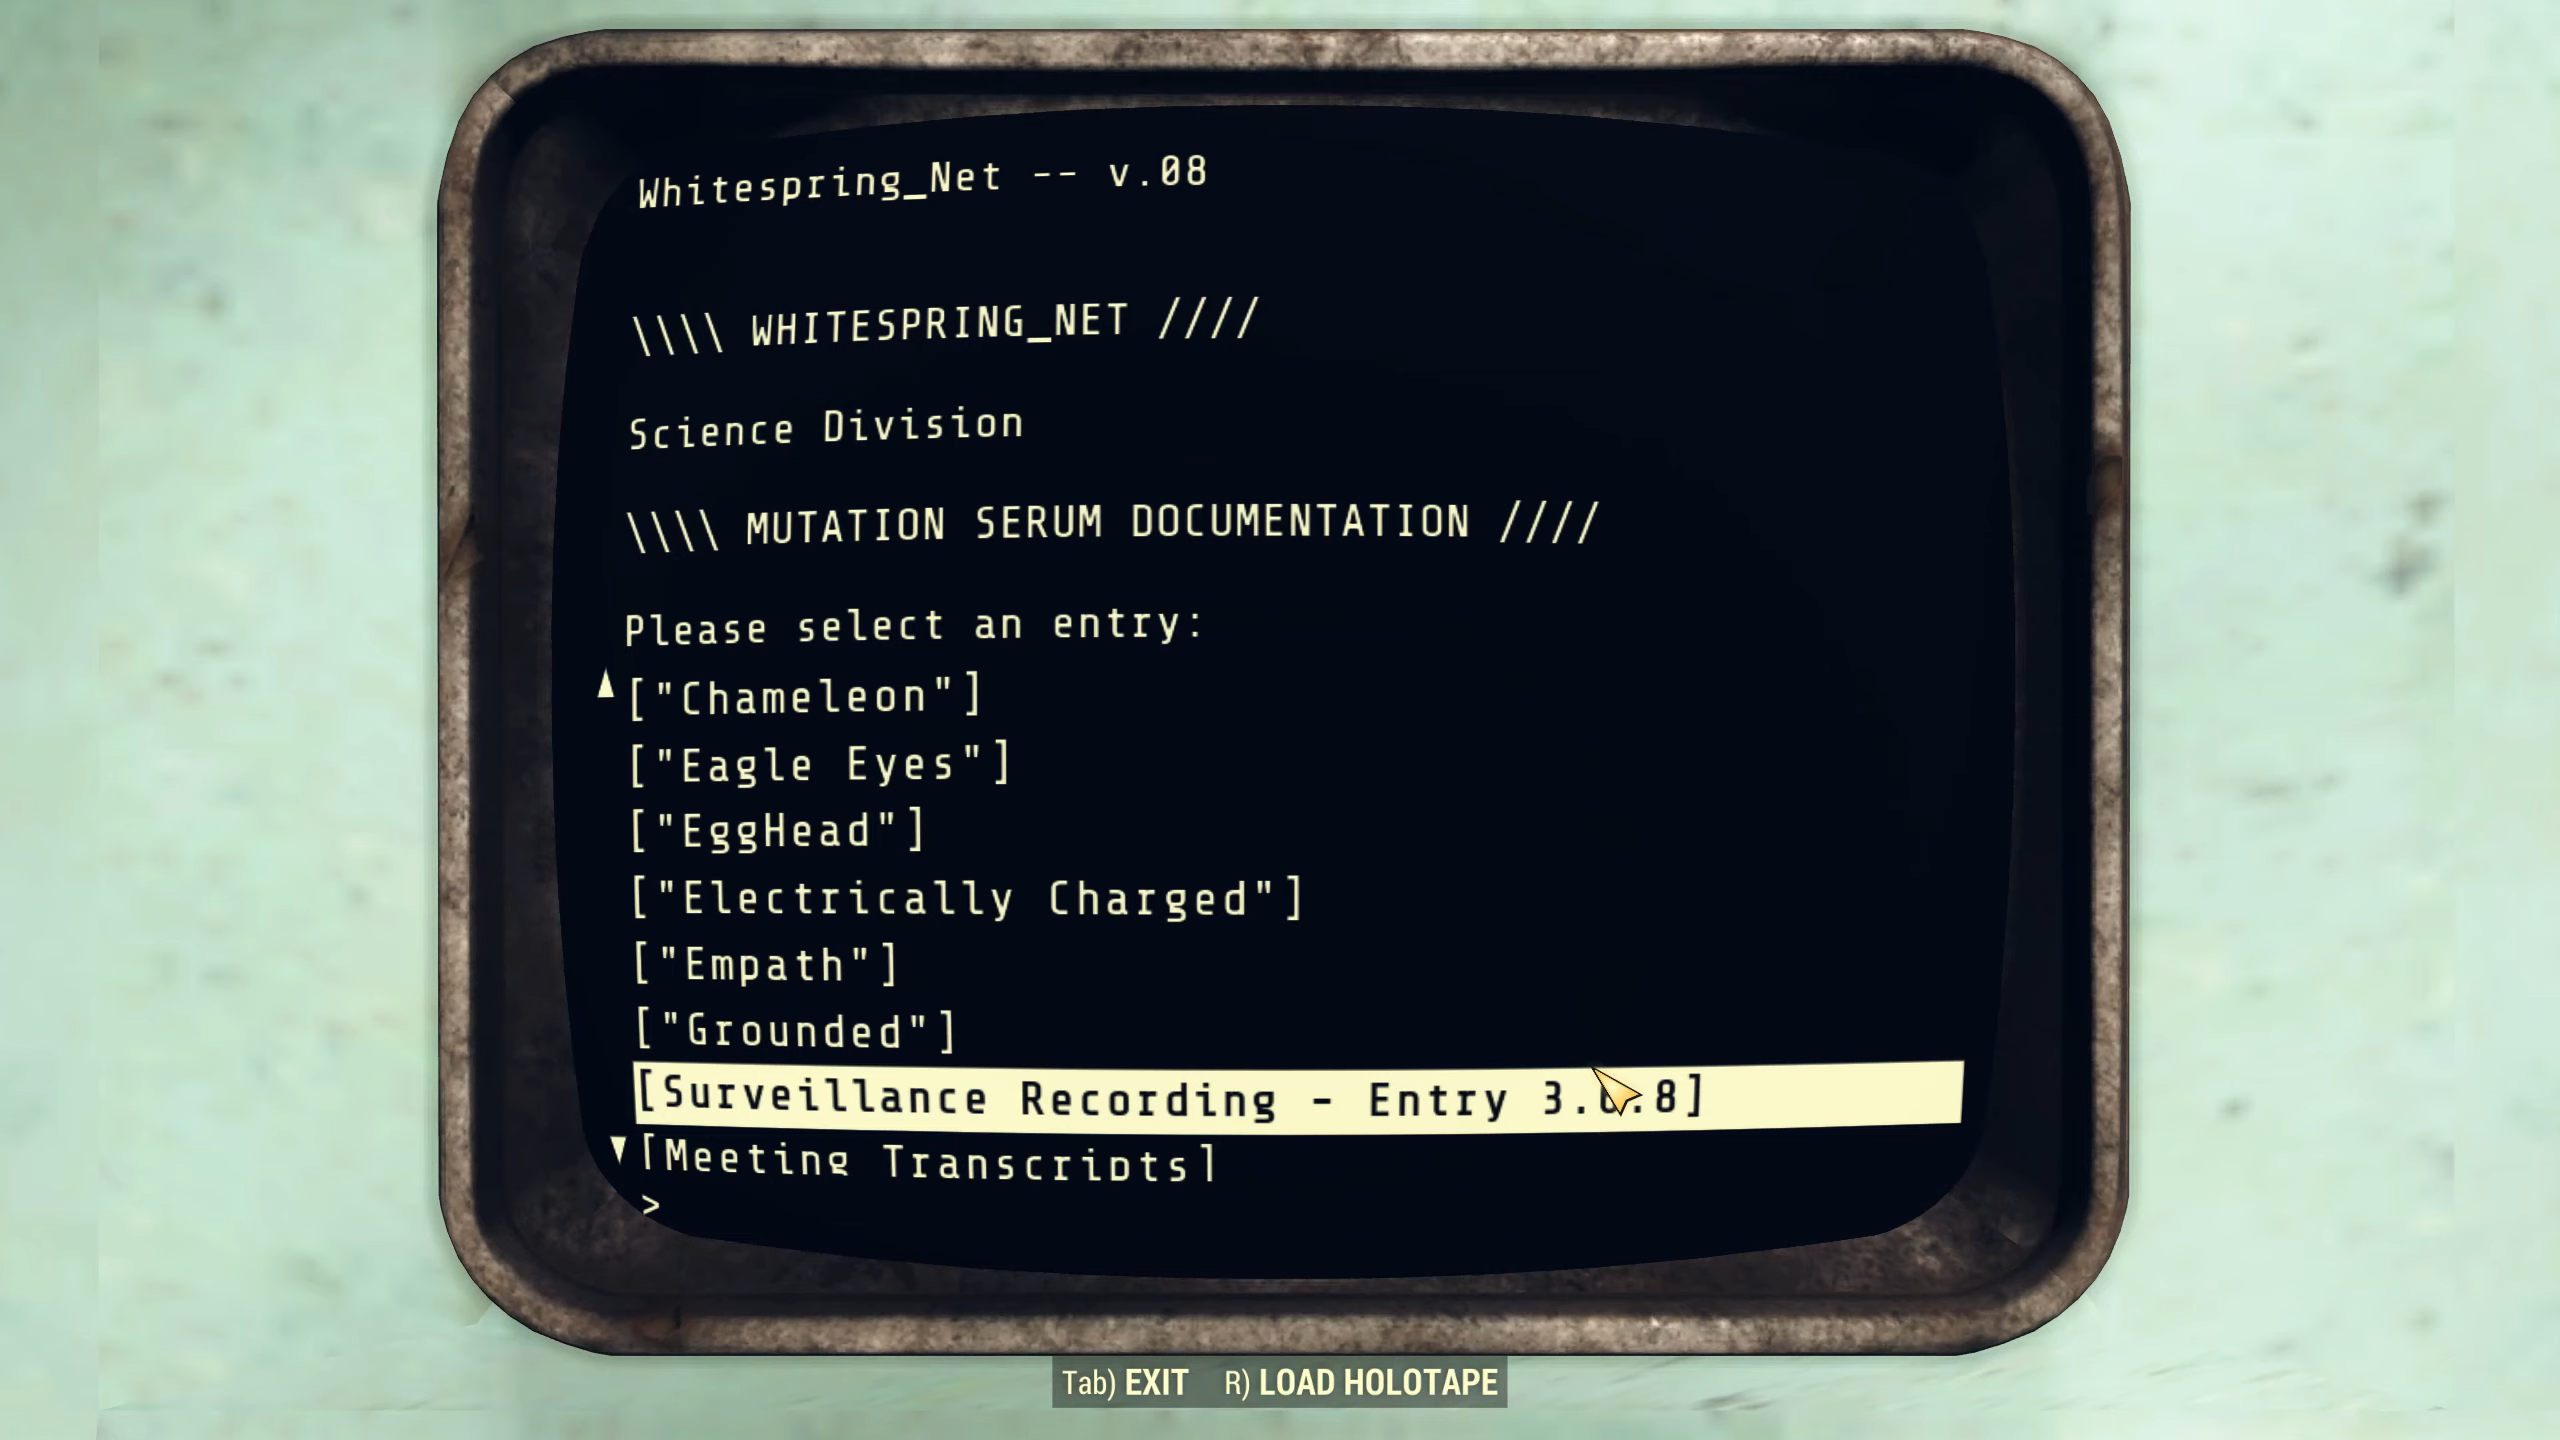 Whitespring_Net -- v.08
\\\\ WHITESPRING_NET ////
Science Division
\\\\ MUTATION SERUM DOCUMENTATION ////
Please select an entry:
["Chameleon"]
["Eagle Eyes"]
["EggHead"]
["Electrically Charged"]
["Empath"]
["Grounded"]
[Surveillance Recording - Entry
[Meeting Transcripts]
>
Tab) EXIT R) LOAD HOLOTAPE